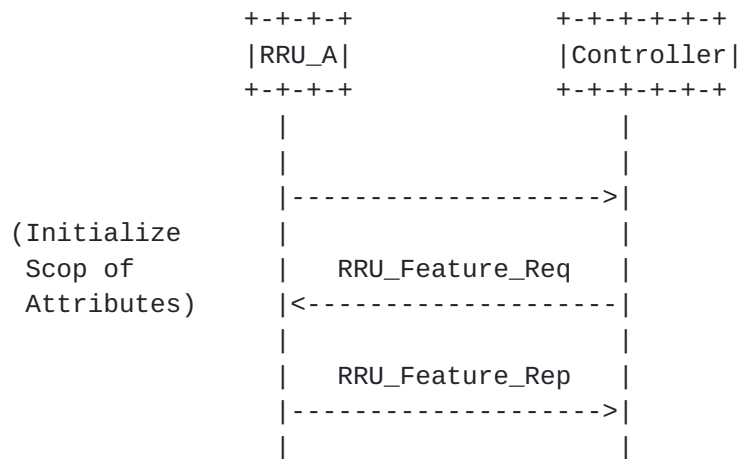 +-+-+-+ +-+-+-+-+-+
|RRU_A| |Controller|
+-+-+-+ +-+-+-+-+-+
| |
| |
|-------------------->|
(Initialize | |
Scop of | RRU_Feature_Req |
Attributes) |<--------------------|
| |
| RRU_Feature_Rep |
|-------------------->|
| |